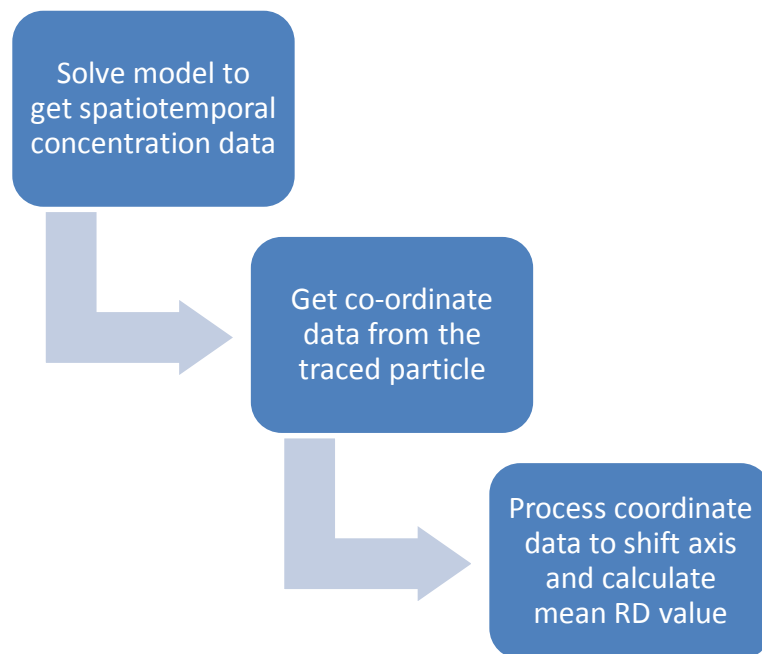 Solve model to
get spatiotemporal
concentration data
Get co-ordinate
data from the
traced particle
Process coordinate
data to shift axis
and calculate
mean RD value